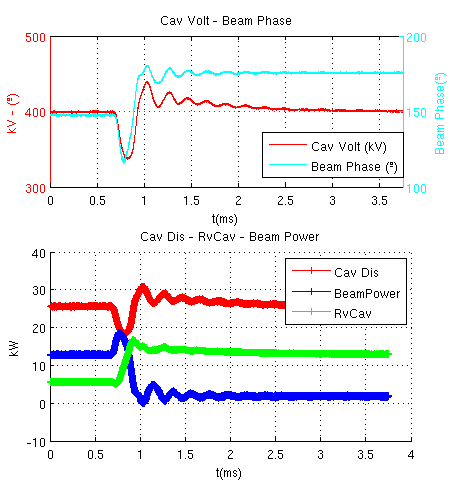 Cav Volt - Beam Phase
500
400
300
kV - (º)
200
150
100
Beam Phase(º)
Cav Volt (kV)
Beam Phase (º)
0 0.5 1 1.5 2 2.5 3 3.5
t(ms)
Cav Dis - RvCav - Beam Power
40
30
20
10
0
-10
kW
Cav Dis
BeamPower
RvCav
0 0.5 1 1.5 2 2.5 3 3.5 4
t(ms)